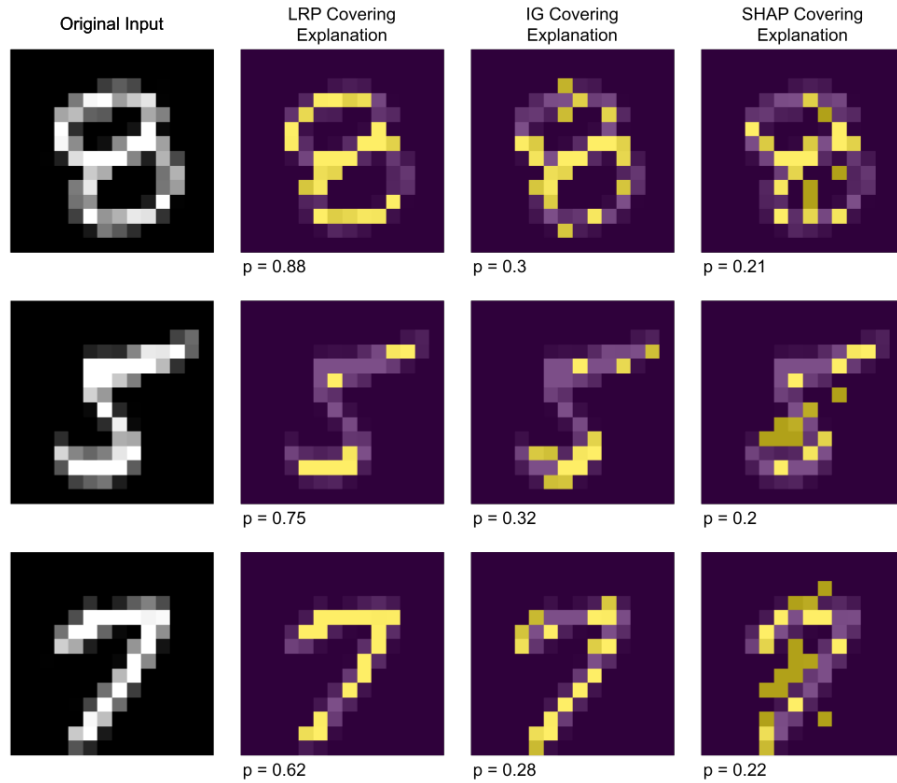 Original Input
LRP Covering
Explanation
IG Covering
Explanation
SHAP Covering
Explanation
p = 0.88
p = 0.3
p = 0.21
p = 0.75
p = 0.32
p = 0.2
p = 0.62
p = 0.28
p = 0.22